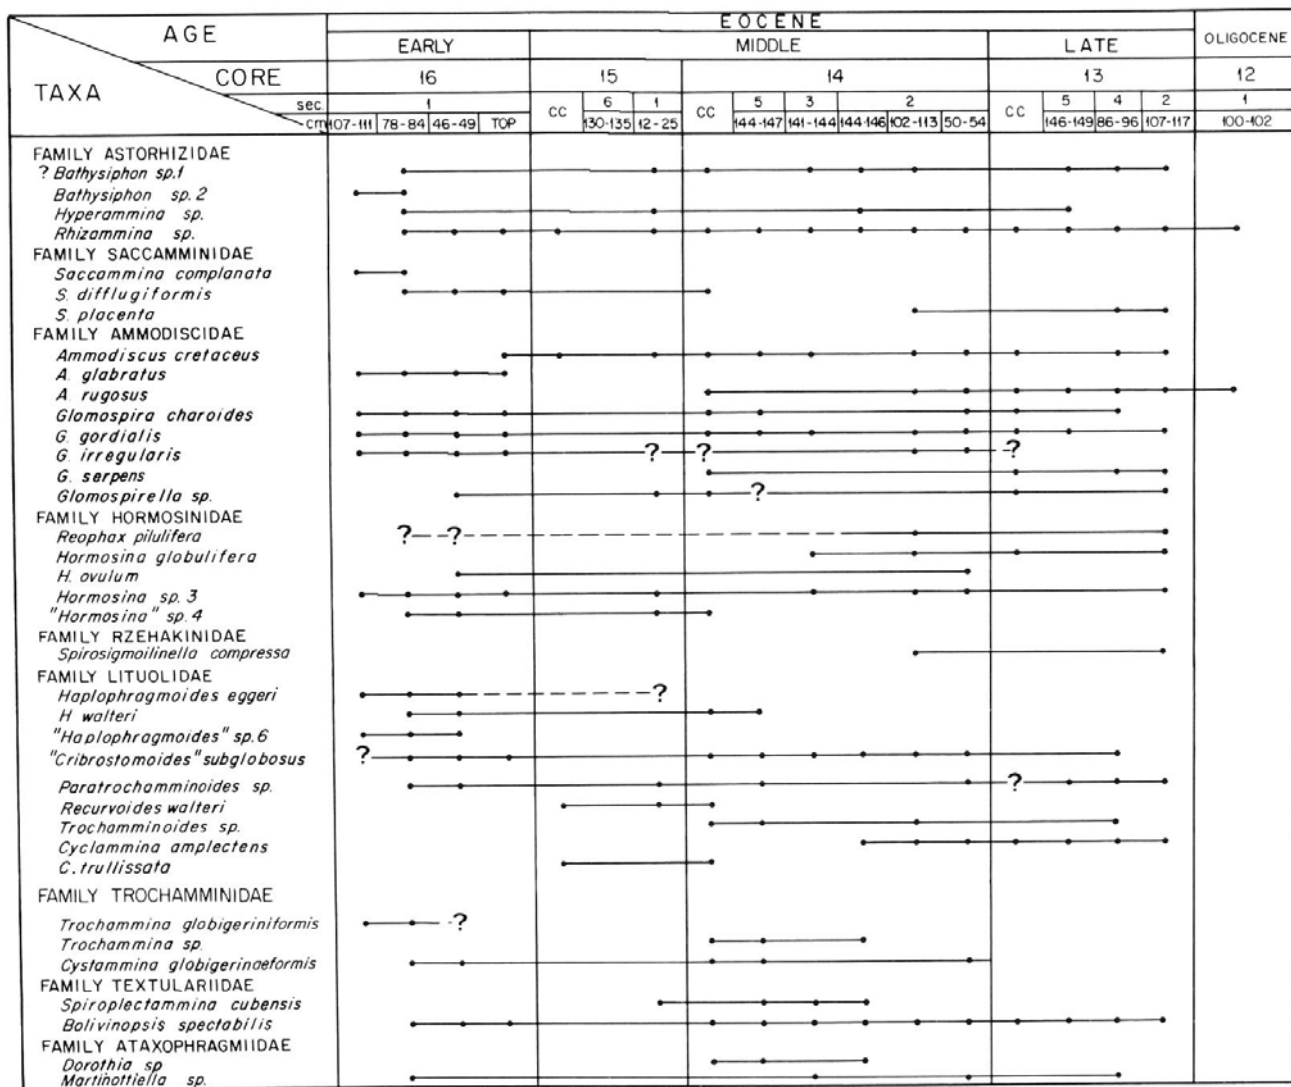 AGE
EOCENE
EARLY MIDDLE LATE OLIGOCENE
TAXA
CORE 16 15 14 13 12
sec. 1 CC 6 1 CC 5 3 2 CC 5 4 2 1
cm 107-111 78-84 46-49 TOP 130-135 12-25 144-147 141-144 144-146 102-113 50-54 146-149 86-96 107-117 100-102
FAMILY ASTORHIZIDAE
? Bathysiphon sp.1
Bathysiphon sp. 2
Hyperammina sp.
Rhizammina sp.
FAMILY SACCAMMINIDAE
Saccammina complanata
S. difflugiformis
S. placenta
FAMILY AMMODISCIDAE
Ammodiscus cretaceus
A. glabratus
A. rugosus
Glomospira charoides
G. gordialis
G. irregularis ? ? ?
G. serpens
Glomospirella sp. ?
FAMILY HORMOSINIDAE
Reophax pilulifera ? ?
Hormosina globulifera
H. ovulum
Hormosina sp. 3
"Hormosina" sp. 4
FAMILY RZEHAKINIDAE
Spirosigmoilinella compressa
FAMILY LITUOLIDAE
Haplophragmoides eggeri ?
H walteri
"Haplophragmoides" sp. 6
"Cribrostomoides" subglobosus ?
Paratrochamminoides sp. ?
Recurvoides walteri
Trochamminoides sp.
Cyclammina amplectens
C. trullissata
FAMILY TROCHAMMINIDAE
Trochammina globigeriniformis ?
Trochammina sp.
Cystammina globigerinaeformis
FAMILY TEXTULARIIDAE
Spiroplectammina cubensis
Bolivinopsis spectabilis
FAMILY ATAXOPHRAGMIIDAE
Dorothia sp
Martinottiella sp.